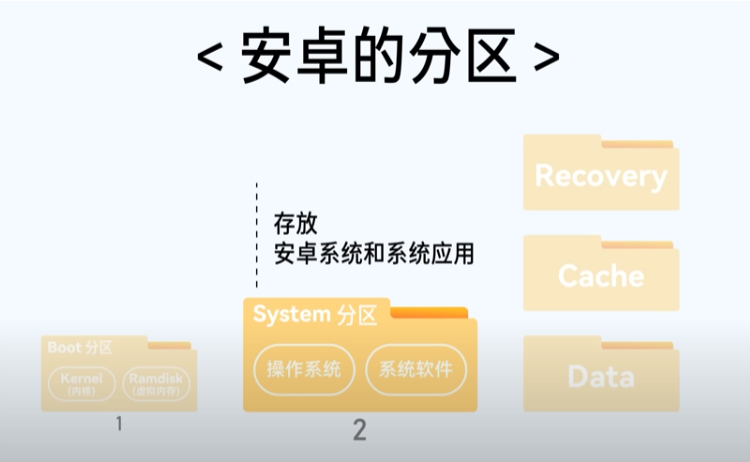 <安卓的分区>
存放
安卓系统和系统应用
Recovery
Cache
Data
System 分区
操作系统
系统软件
Boot 分区
Kernel
(内核)
Ramdisk
(虚拟内存)
1
2